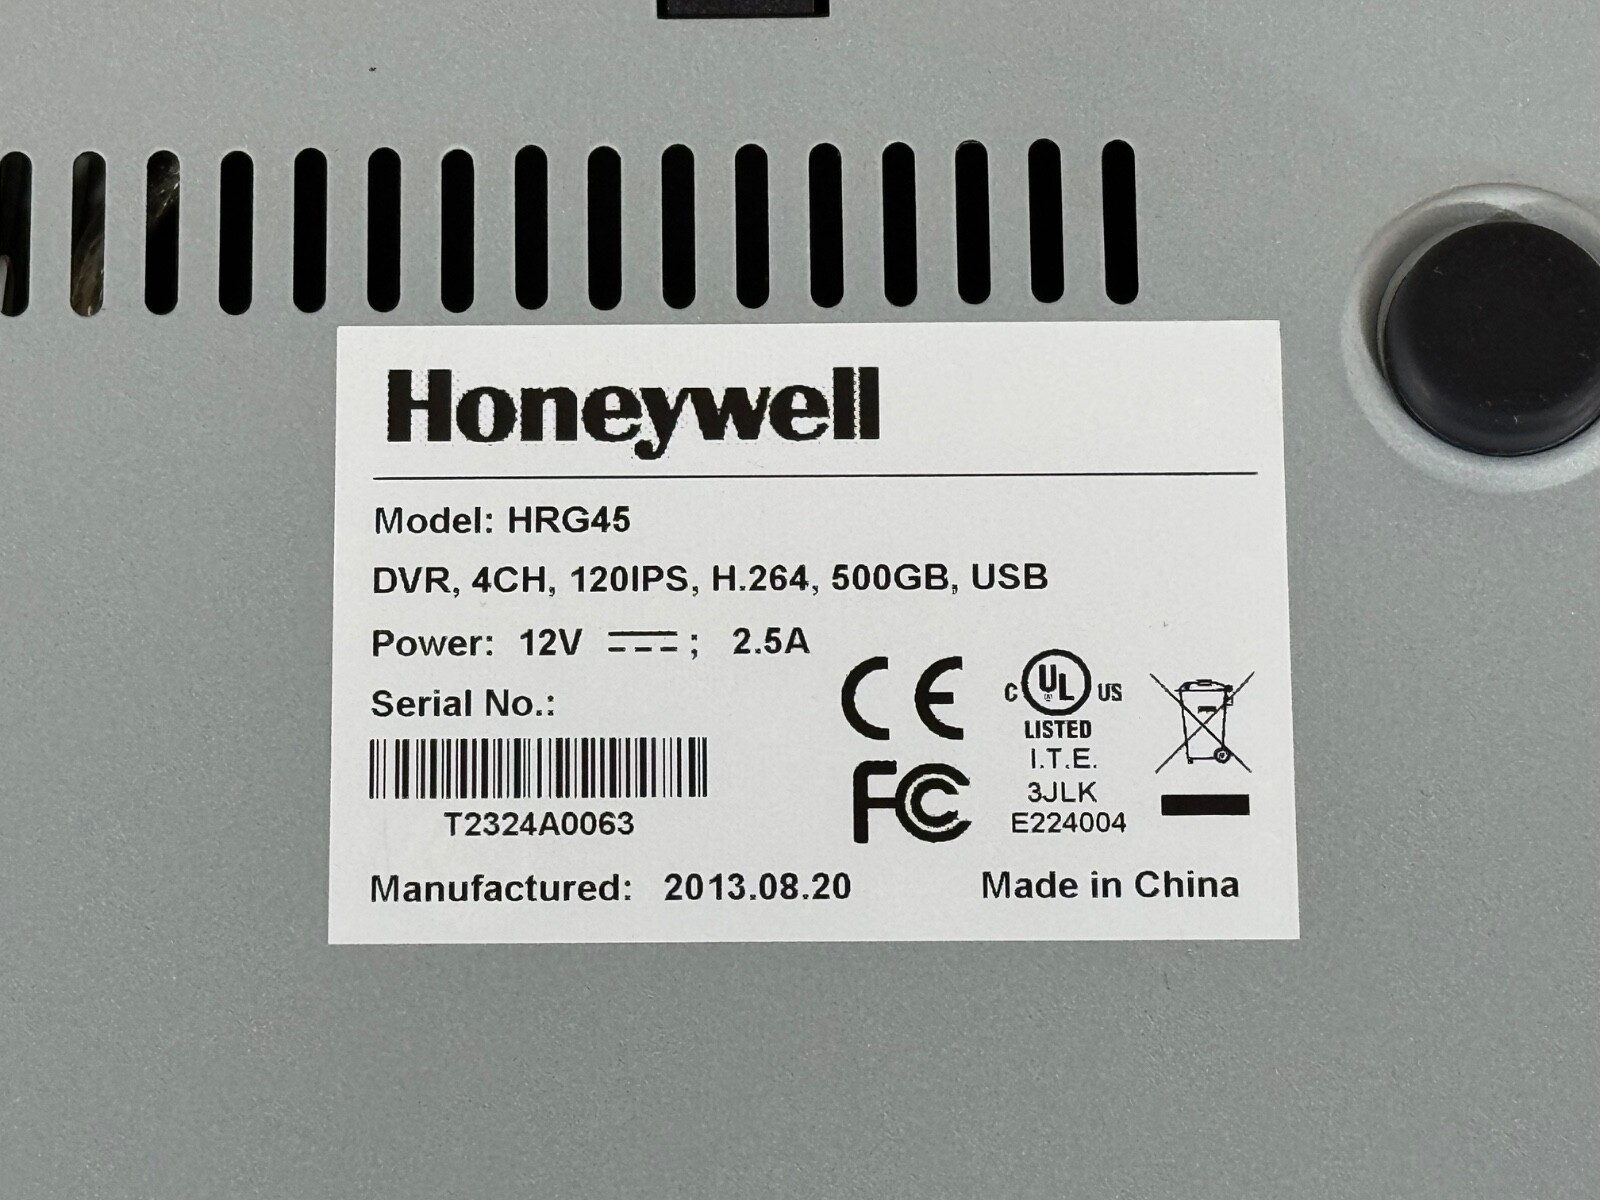 Honeywell
Model: HRG45
DVR, 4CH, 120IPS, H.264, 500GB, USB
Power: 12V ; 2.5A
Serial No.:
T2324A0063
CE
FC
C UL US
LISTED
I.T.E.
3JLK
E224004
Manufactured: 2013.08.20
Made in China